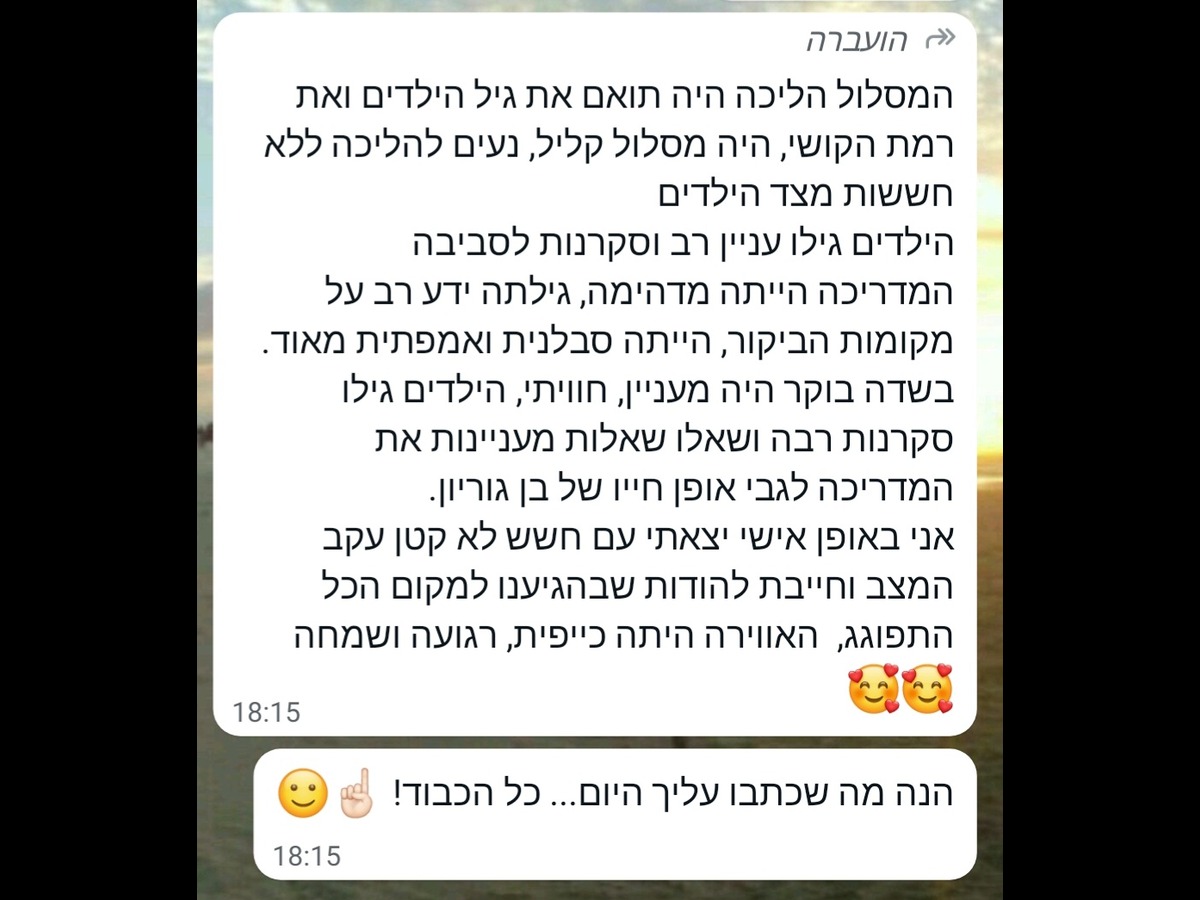 הועברה
המסלול הליכה היה תואם את גיל הילדים ואת
רמת הקושי, היה מסלול קליל, נעים להליכה ללא
חששות מצד הילדים
הילדים גילו עניין רב וסקרנות לסביבה
המדריכה הייתה מדהימה, גילתה ידע רב על
מקומות הביקור, הייתה סבלנית ואמפתית מאוד.
בשדה בוקר היה מעניין, חוויתי, הילדים גילו
סקרנות רבה ושאלו שאלות מעניינות את
המדריכה לגבי אופן חייו של בן גוריון.
אני באופן אישי יצאתי עם חשש לא קטן עקב
המצב וחייבת להודות שבהגיענו למקום הכל
התפוגג,  האווירה היתה כייפית, רגועה ושמחה
🥰🥰
18:15
הנה מה שכתבו עליך היום... כל הכבוד! ☝🏻🙂
18:15